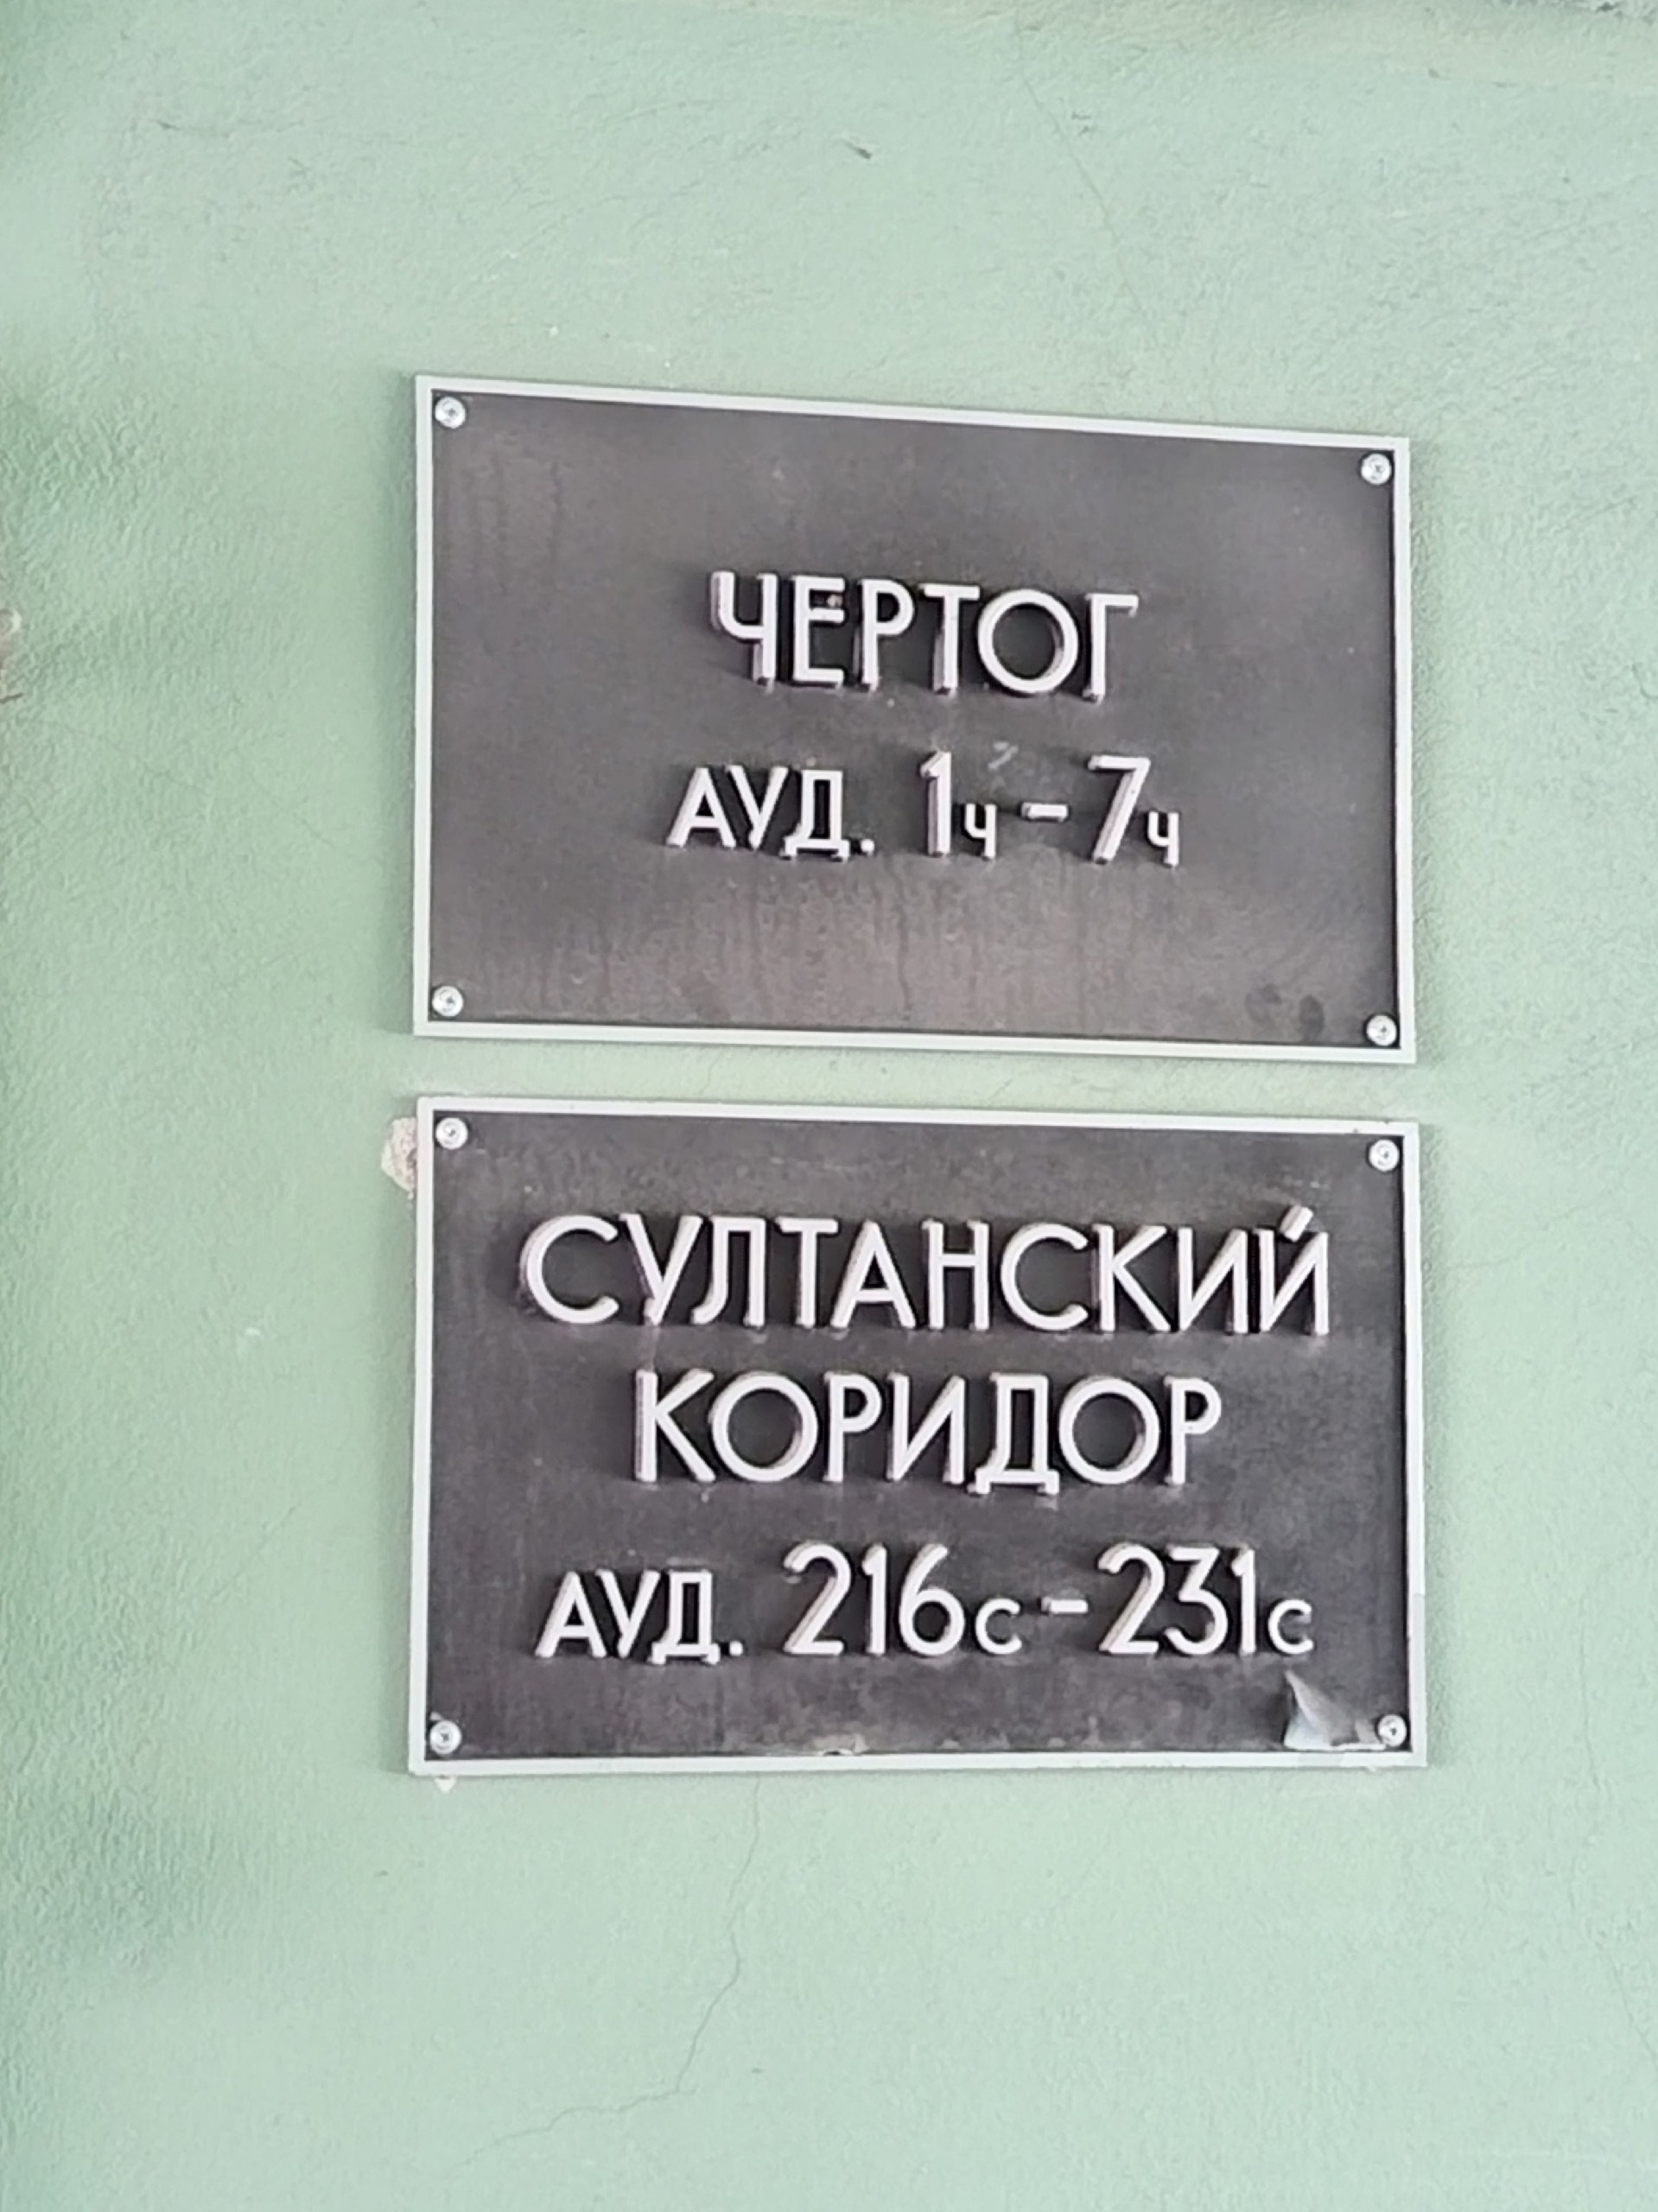 ЧЕРТОГ
АУД. 1ч-7ч
СУЛТАНСКИЙ
КОРИДОР
АУД. 216с-231с